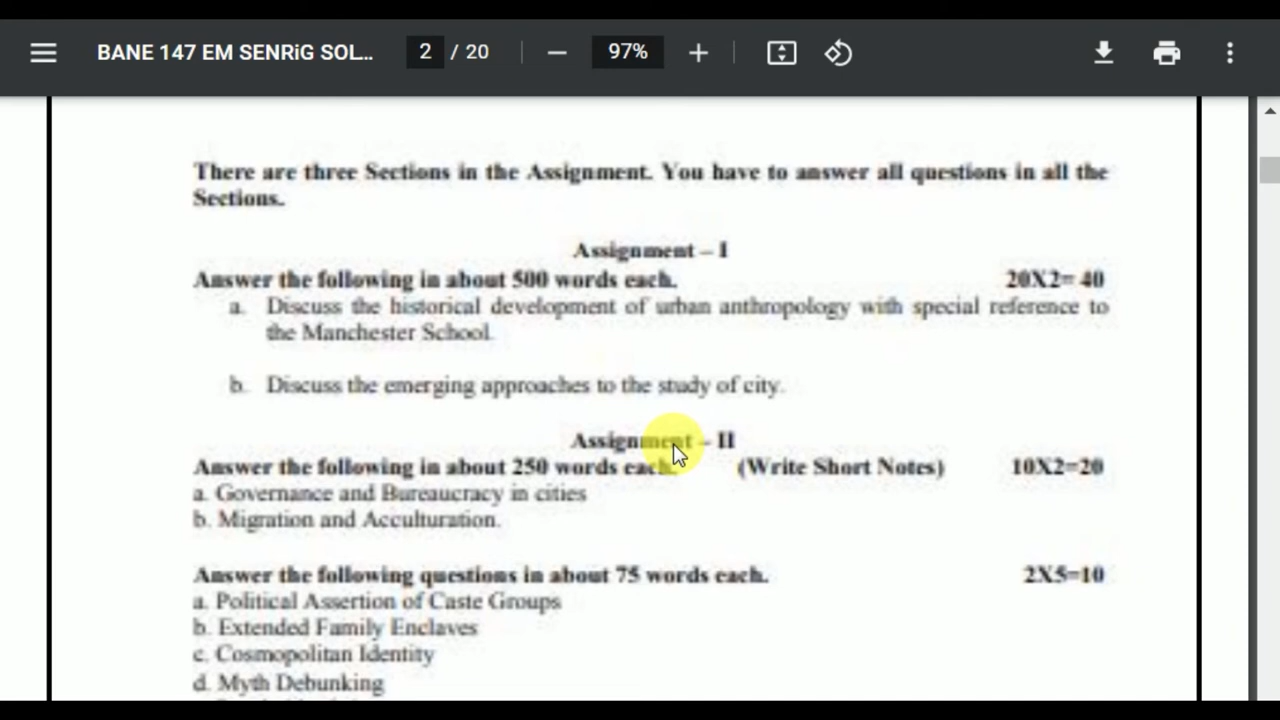 BANE 147 EM SENRiG SOL...
2 / 20
97%
There are three Sections in the Assignment. You have to answer all questions in all the
Sections.
Assignment – I
Answer the following in about 500 words each. 20X2= 40
a. Discuss the historical development of urban anthropology with special reference to
the Manchester School.
b. Discuss the emerging approaches to the study of city.
Assignment – II
Answer the following in about 250 words each. (Write Short Notes) 10X2=20
a. Governance and Bureaucracy in cities
b. Migration and Acculturation.
Answer the following questions in about 75 words each. 2X5=10
a. Political Assertion of Caste Groups
b. Extended Family Enclaves
c. Cosmopolitan Identity
d. Myth Debunking